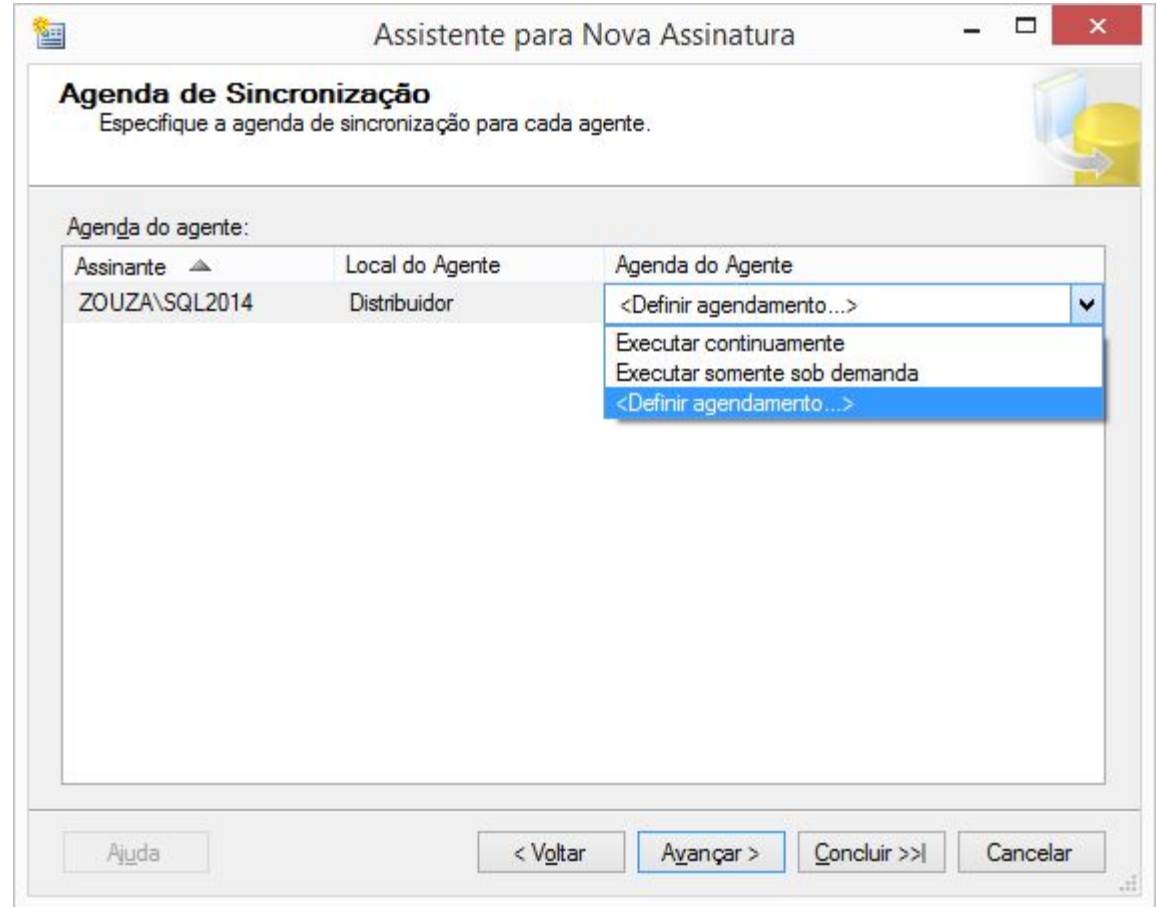 Assistente para Nova Assinatura
Agenda de Sincronização
Especifique a agenda de sincronização para cada agente.
Agenda do agente:
Assinante Local do Agente Agenda do Agente
ZOUZA\SQL2014 Distribuidor <Definir agendamento...>
Executar continuamente
Executar somente sob demanda
<Definir agendamento...>
Ajuda < Voltar Avançar > Concluir >>| Cancelar